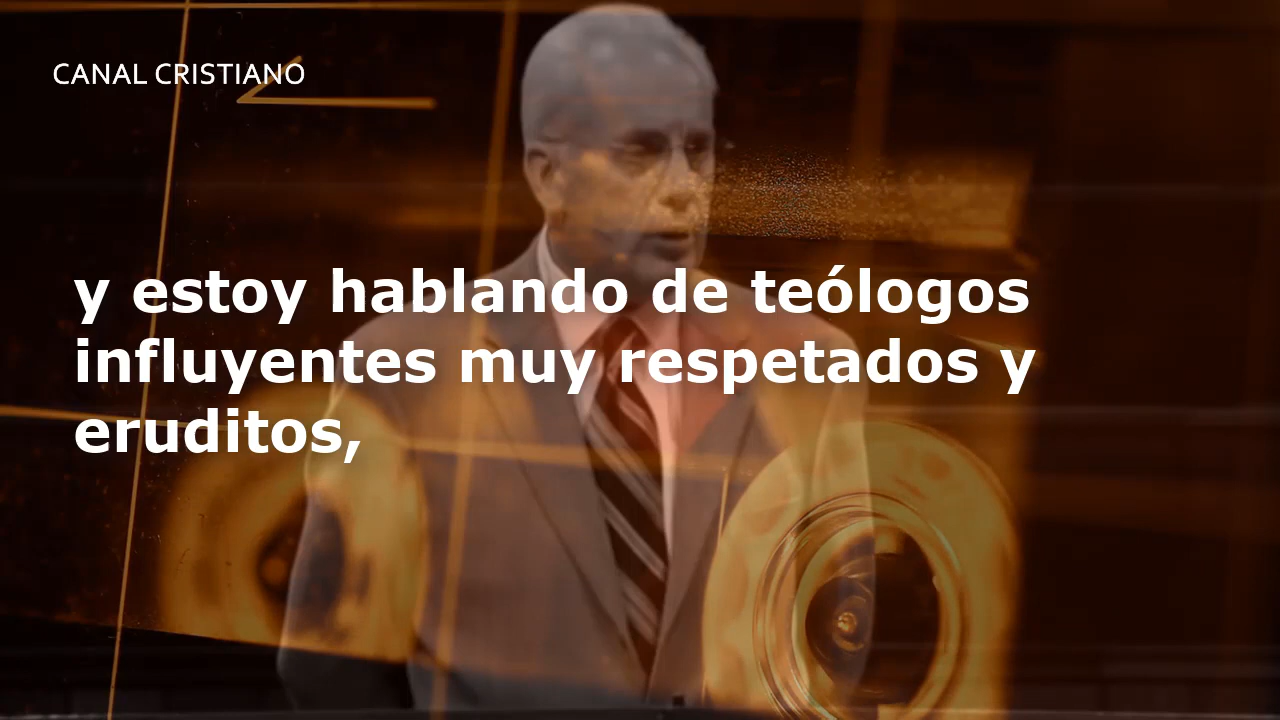 CANAL CRISTIANO
y estoy hablando de teólogos
influyentes muy respetados y
eruditos,